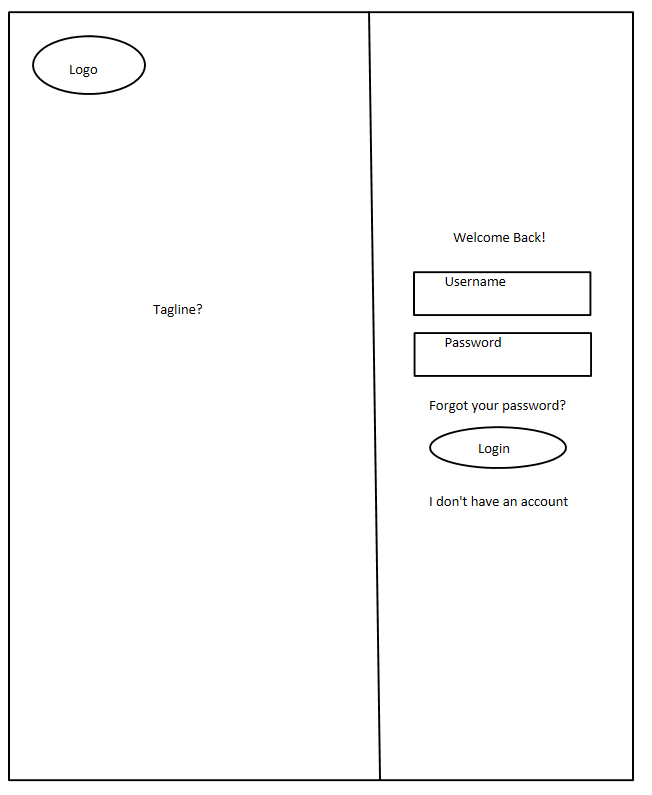 Logo
Tagline?
Welcome Back!
Username
Password
Forgot your password?
Login
I don't have an account